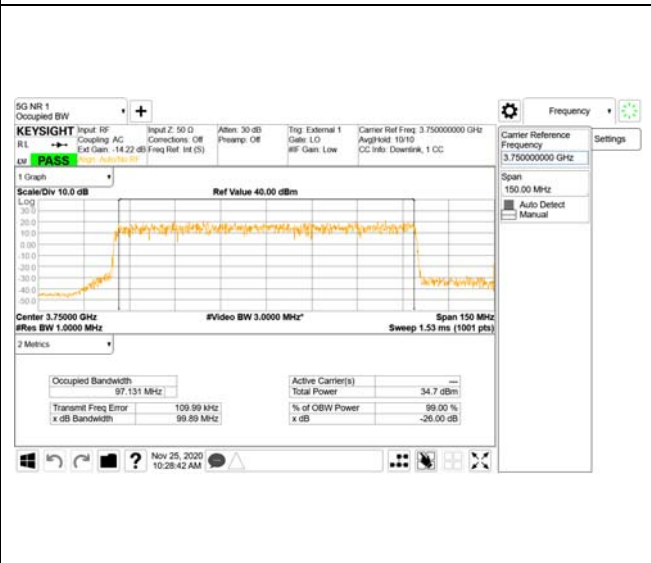 5G NR 1
Occupied BW
Frequency
KEYSIGHT
Input: RF
Input Z: 50 Ω
Atten: 30 dB
Trig: External 1
Carrier Ref Freq: 3.750000000 GHz
RL
Coupling: AC
Corrections: Off
Preamp: Off
Gate: LO
Avg|Hold: 10/10
Ext Gain: -14.22 dB
Freq Ref: Int (S)
#IF Gain: Low
CC Info: Downlink, 1 CC
PASS
Align: Auto/No RF
Carrier Reference
Frequency
3.750000000 GHz
Settings
Span
150.00 MHz
Auto Detect
Manual
1 Graph
Scale/Div 10.0 dB
Ref Value 40.00 dBm
Log
30.0
20.0
10.0
0.00
-10.0
-20.0
-30.0
-40.0
-50.0
Center 3.75000 GHz
#Video BW 3.0000 MHz*
Span 150 MHz
#Res BW 1.0000 MHz
Sweep 1.53 ms (1001 pts)
2 Metrics
Occupied Bandwidth
97.131 MHz
Active Carrier(s)
---
Total Power
34.7 dBm
Transmit Freq Error
109.99 kHz
% of OBW Power
99.00 %
x dB Bandwidth
99.89 MHz
x dB
-26.00 dB
?
Nov 25, 2020
10:28:42 AM